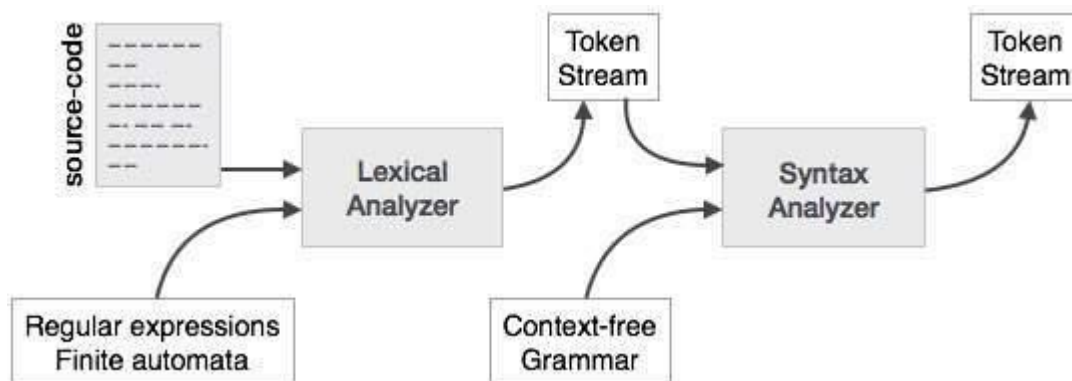 source-code
Token
Stream
Token
Stream
Lexical
Analyzer
Syntax
Analyzer
Regular expressions
Finite automata
Context-free
Grammar